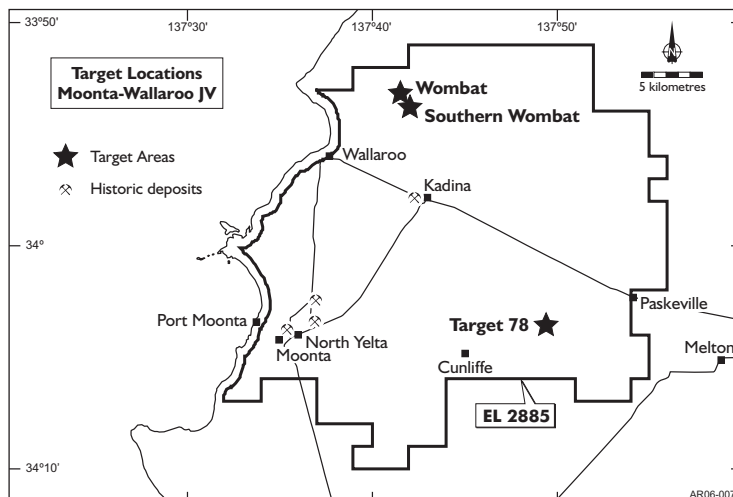 33°50'
137°30'
137°40'
137°50'
Target Locations
Moonta-Wallaroo JV
Target Areas
Historic deposits
N
5 kilometres
Wombat
Southern Wombat
Wallaroo
Kadina
34°
Paskeville
Port Moonta
Target 78
North Yelta
Moonta
Melton
Cunliffe
EL 2885
34°10'
AR06-007